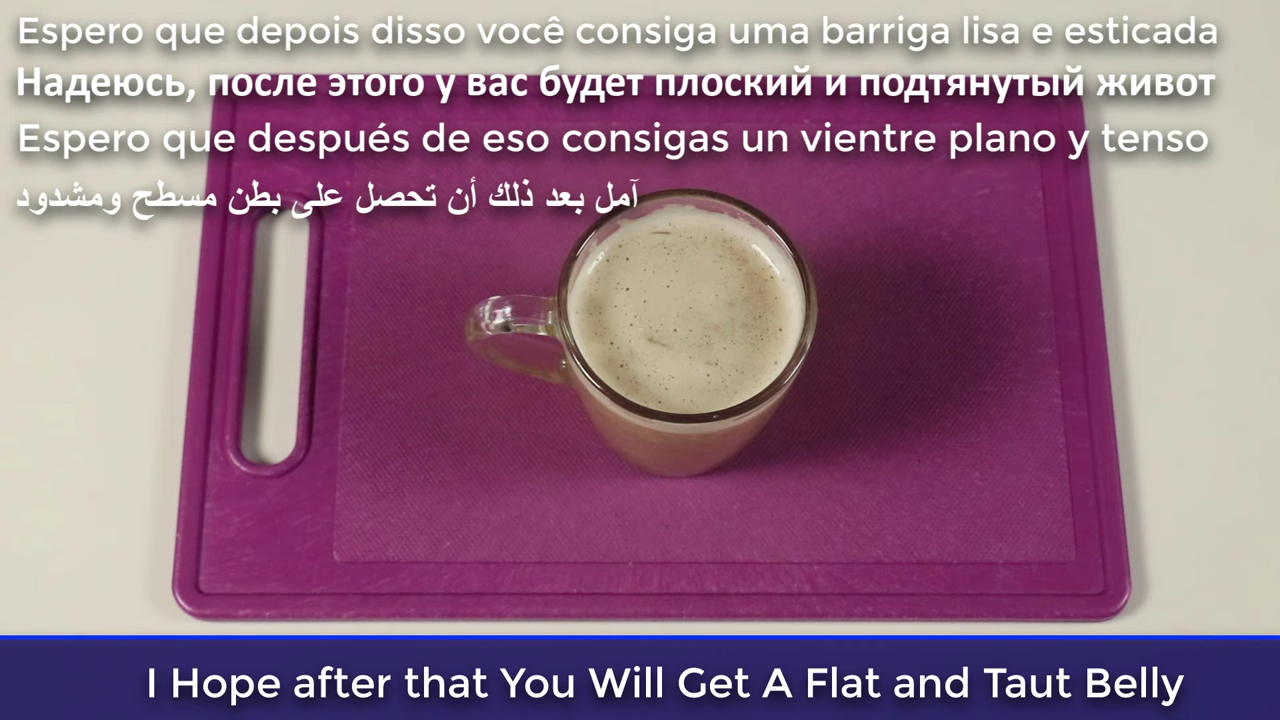 Espero que depois disso você consiga uma barriga lisa e esticada
Надеюсь, после этого у вас будет плоский и подтянутый живот
Espero que después de eso consigas un vientre plano y tenso
آمل بعد ذلك أن تحصل على بطن مسطح ومشدود
I Hope after that You Will Get A Flat and Taut Belly